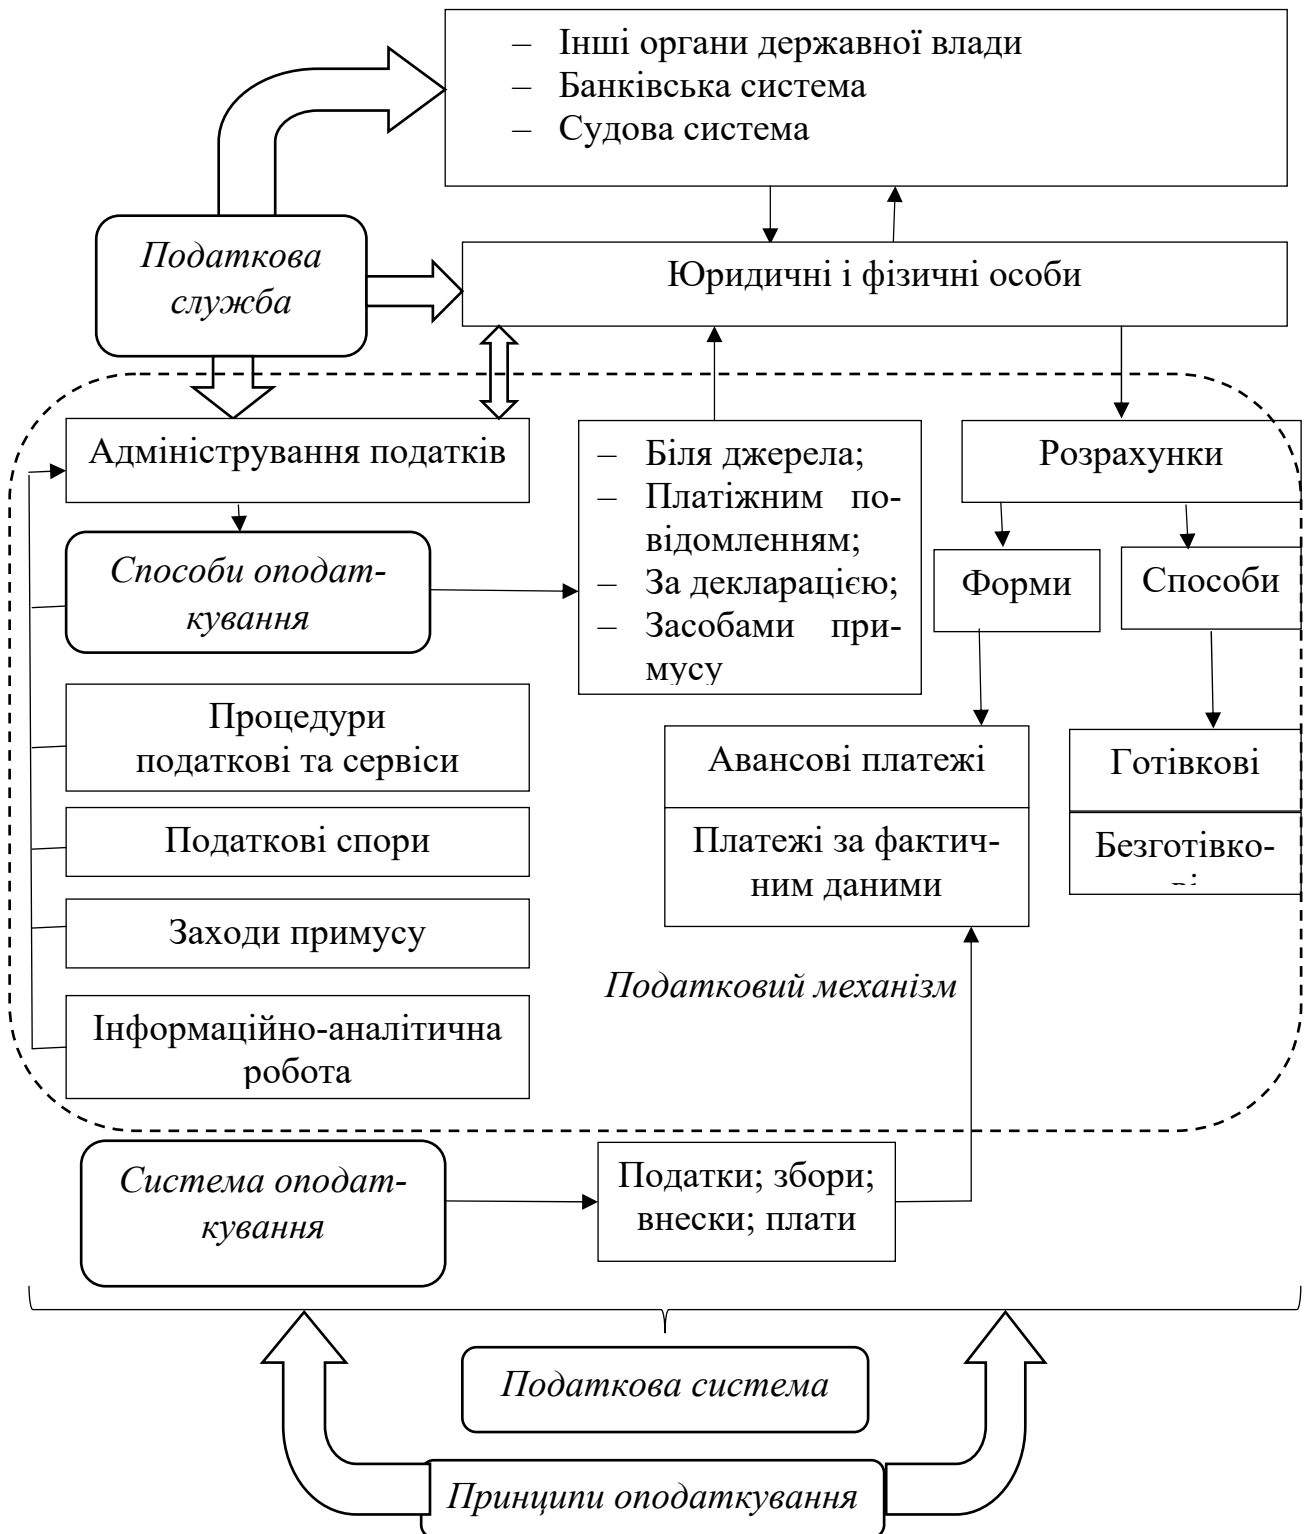 – Інші органи державної влади
– Банківська система
– Судова система
Податкова
служба
Юридичні і фізичні особи
Адміністрування податків
– Біля джерела;
– Платіжним по-
відомленням;
– За декларацією;
– Засобами при-
мусу
Розрахунки
Способи оподат-
кування
Форми
Способи
Процедури
податкові та сервіси
Авансові платежі
Готівкові
Податкові спори
Платежі за фактич-
ним даними
Безготівко-
ві
Заходи примусу
Податковий механізм
Інформаційно-аналітична
робота
Система оподат-
кування
Податки; збори;
внески; плати
Податкова система
Принципи оподаткування